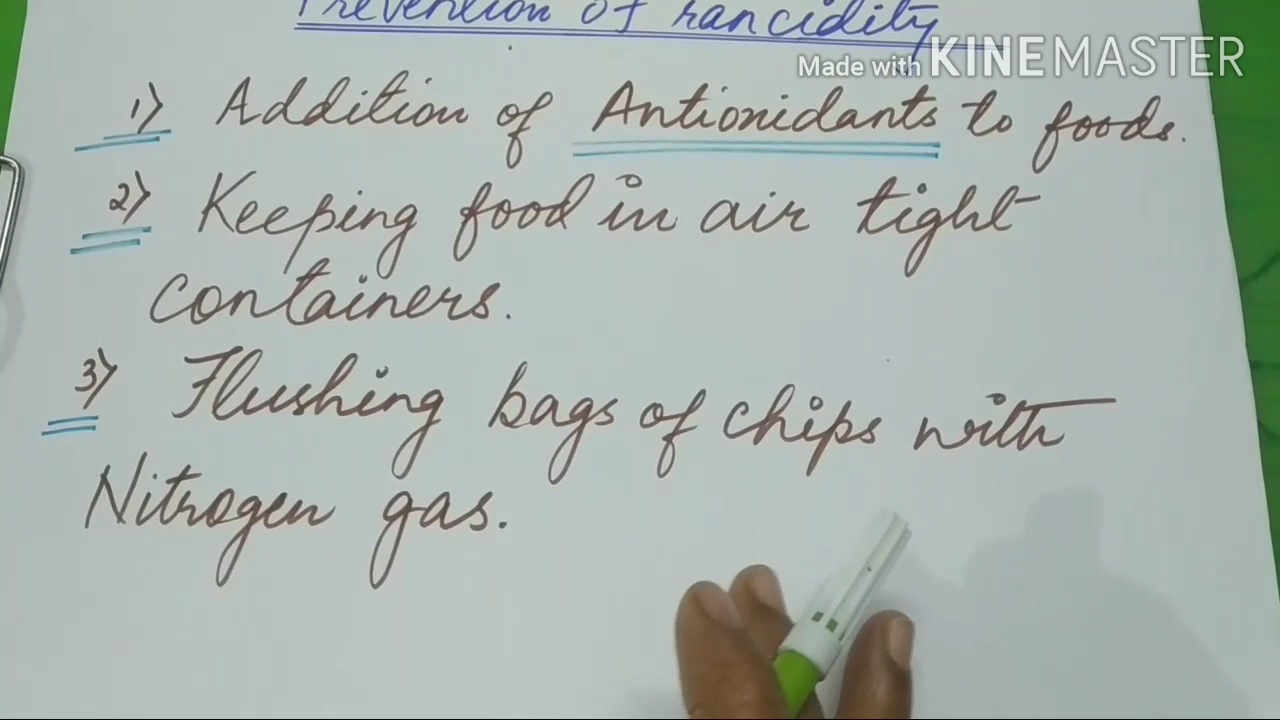 Prevention of rancidity
Made with KINEMASTER
1) Addition of Antioxidants to foods.
2) Keeping food in air tight
containers.
3) Flushing bags of chips with
Nitrogen gas.